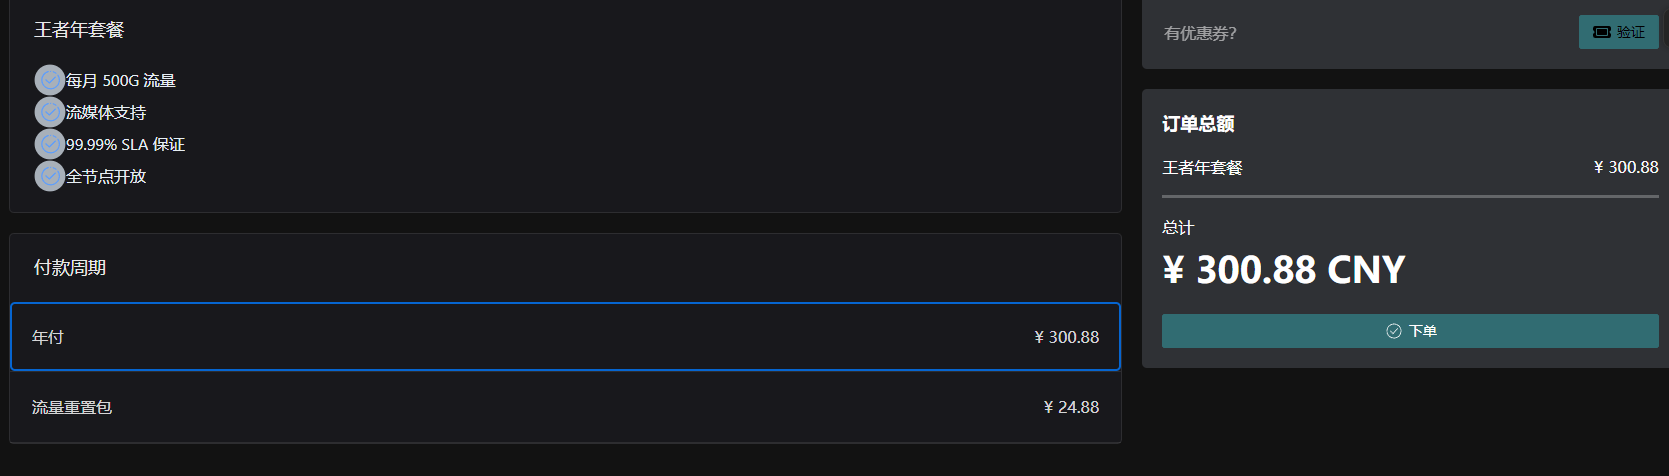 王者年套餐
每月 500G 流量
流媒体支持
99.99% SLA 保证
全节点开放
付款周期
年付
¥ 300.88
流量重置包
¥ 24.88
有优惠券?
验证
订单总额
王者年套餐
¥ 300.88
总计
¥ 300.88 CNY
下单